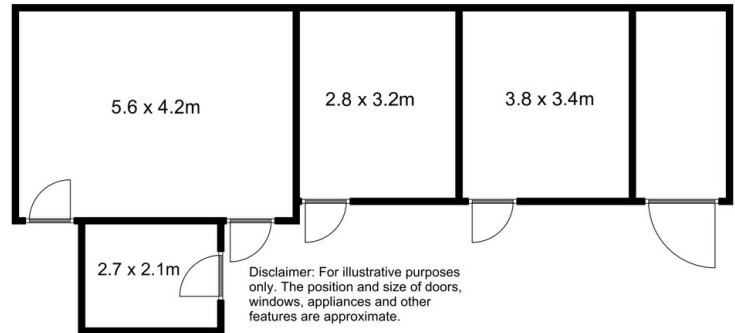 5.6 x 4.2m
2.8 x 3.2m
3.8 x 3.4m
2.7 x 2.1m
Disclaimer: For illustrative purposes
only. The position and size of doors,
windows, appliances and other
features are approximate.